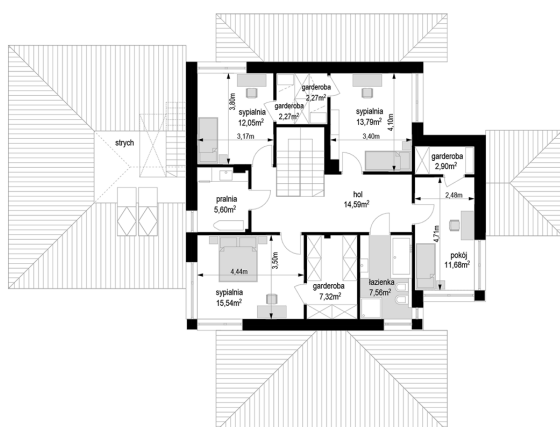 garderoba
2,27m²
garderoba
2,27m²
3,80m
sypialnia
12,05m²
3,17m
sypialnia
13,79m²
3,40m
4,10m
strych
garderoba
2,90m²
pralnia
5,60m²
hol
14,59m²
2,48m
4,71m
pokój
11,68m²
4,44m
3,50m
sypialnia
15,54m²
garderoba
7,32m²
łazienka
7,56m²